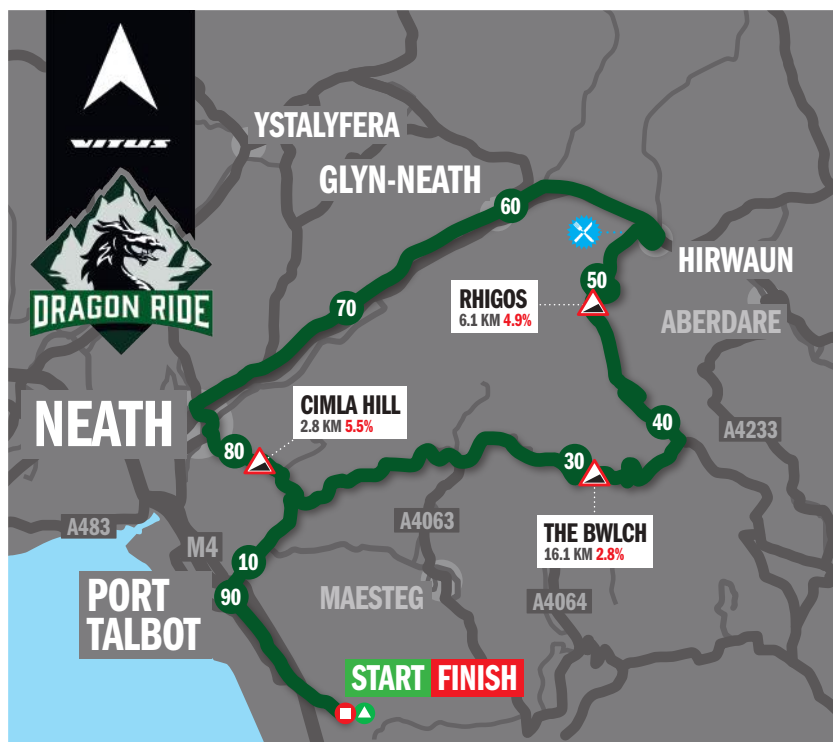 VITUS
DRAGON RIDE
YSTALYFERA
GLYN-NEATH
60
HIRWAUN
50
RHIGOS
6.1 KM 4.9%
ABERDARE
70
NEATH
CIMLA HILL
2.8 KM 5.5%
80
40
A4233
30
A483
M4
A4063
THE BWLCH
16.1 KM 2.8%
10
90
PORT
TALBOT
MAESTEG
A4064
START FINISH